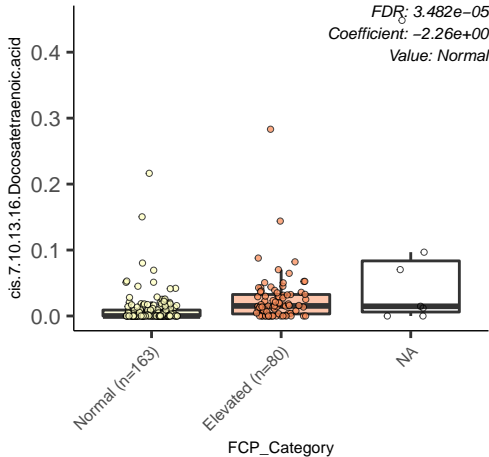 FDR: 3.482e−05
Coefficient: −2.26e+00
Value: Normal
cis.7.10.13.16.Docosatetraenoic.acid
0.4
0.3
0.2
0.1
0.0
Normal (n=163)
Elevated (n=80)
NA
FCP_Category